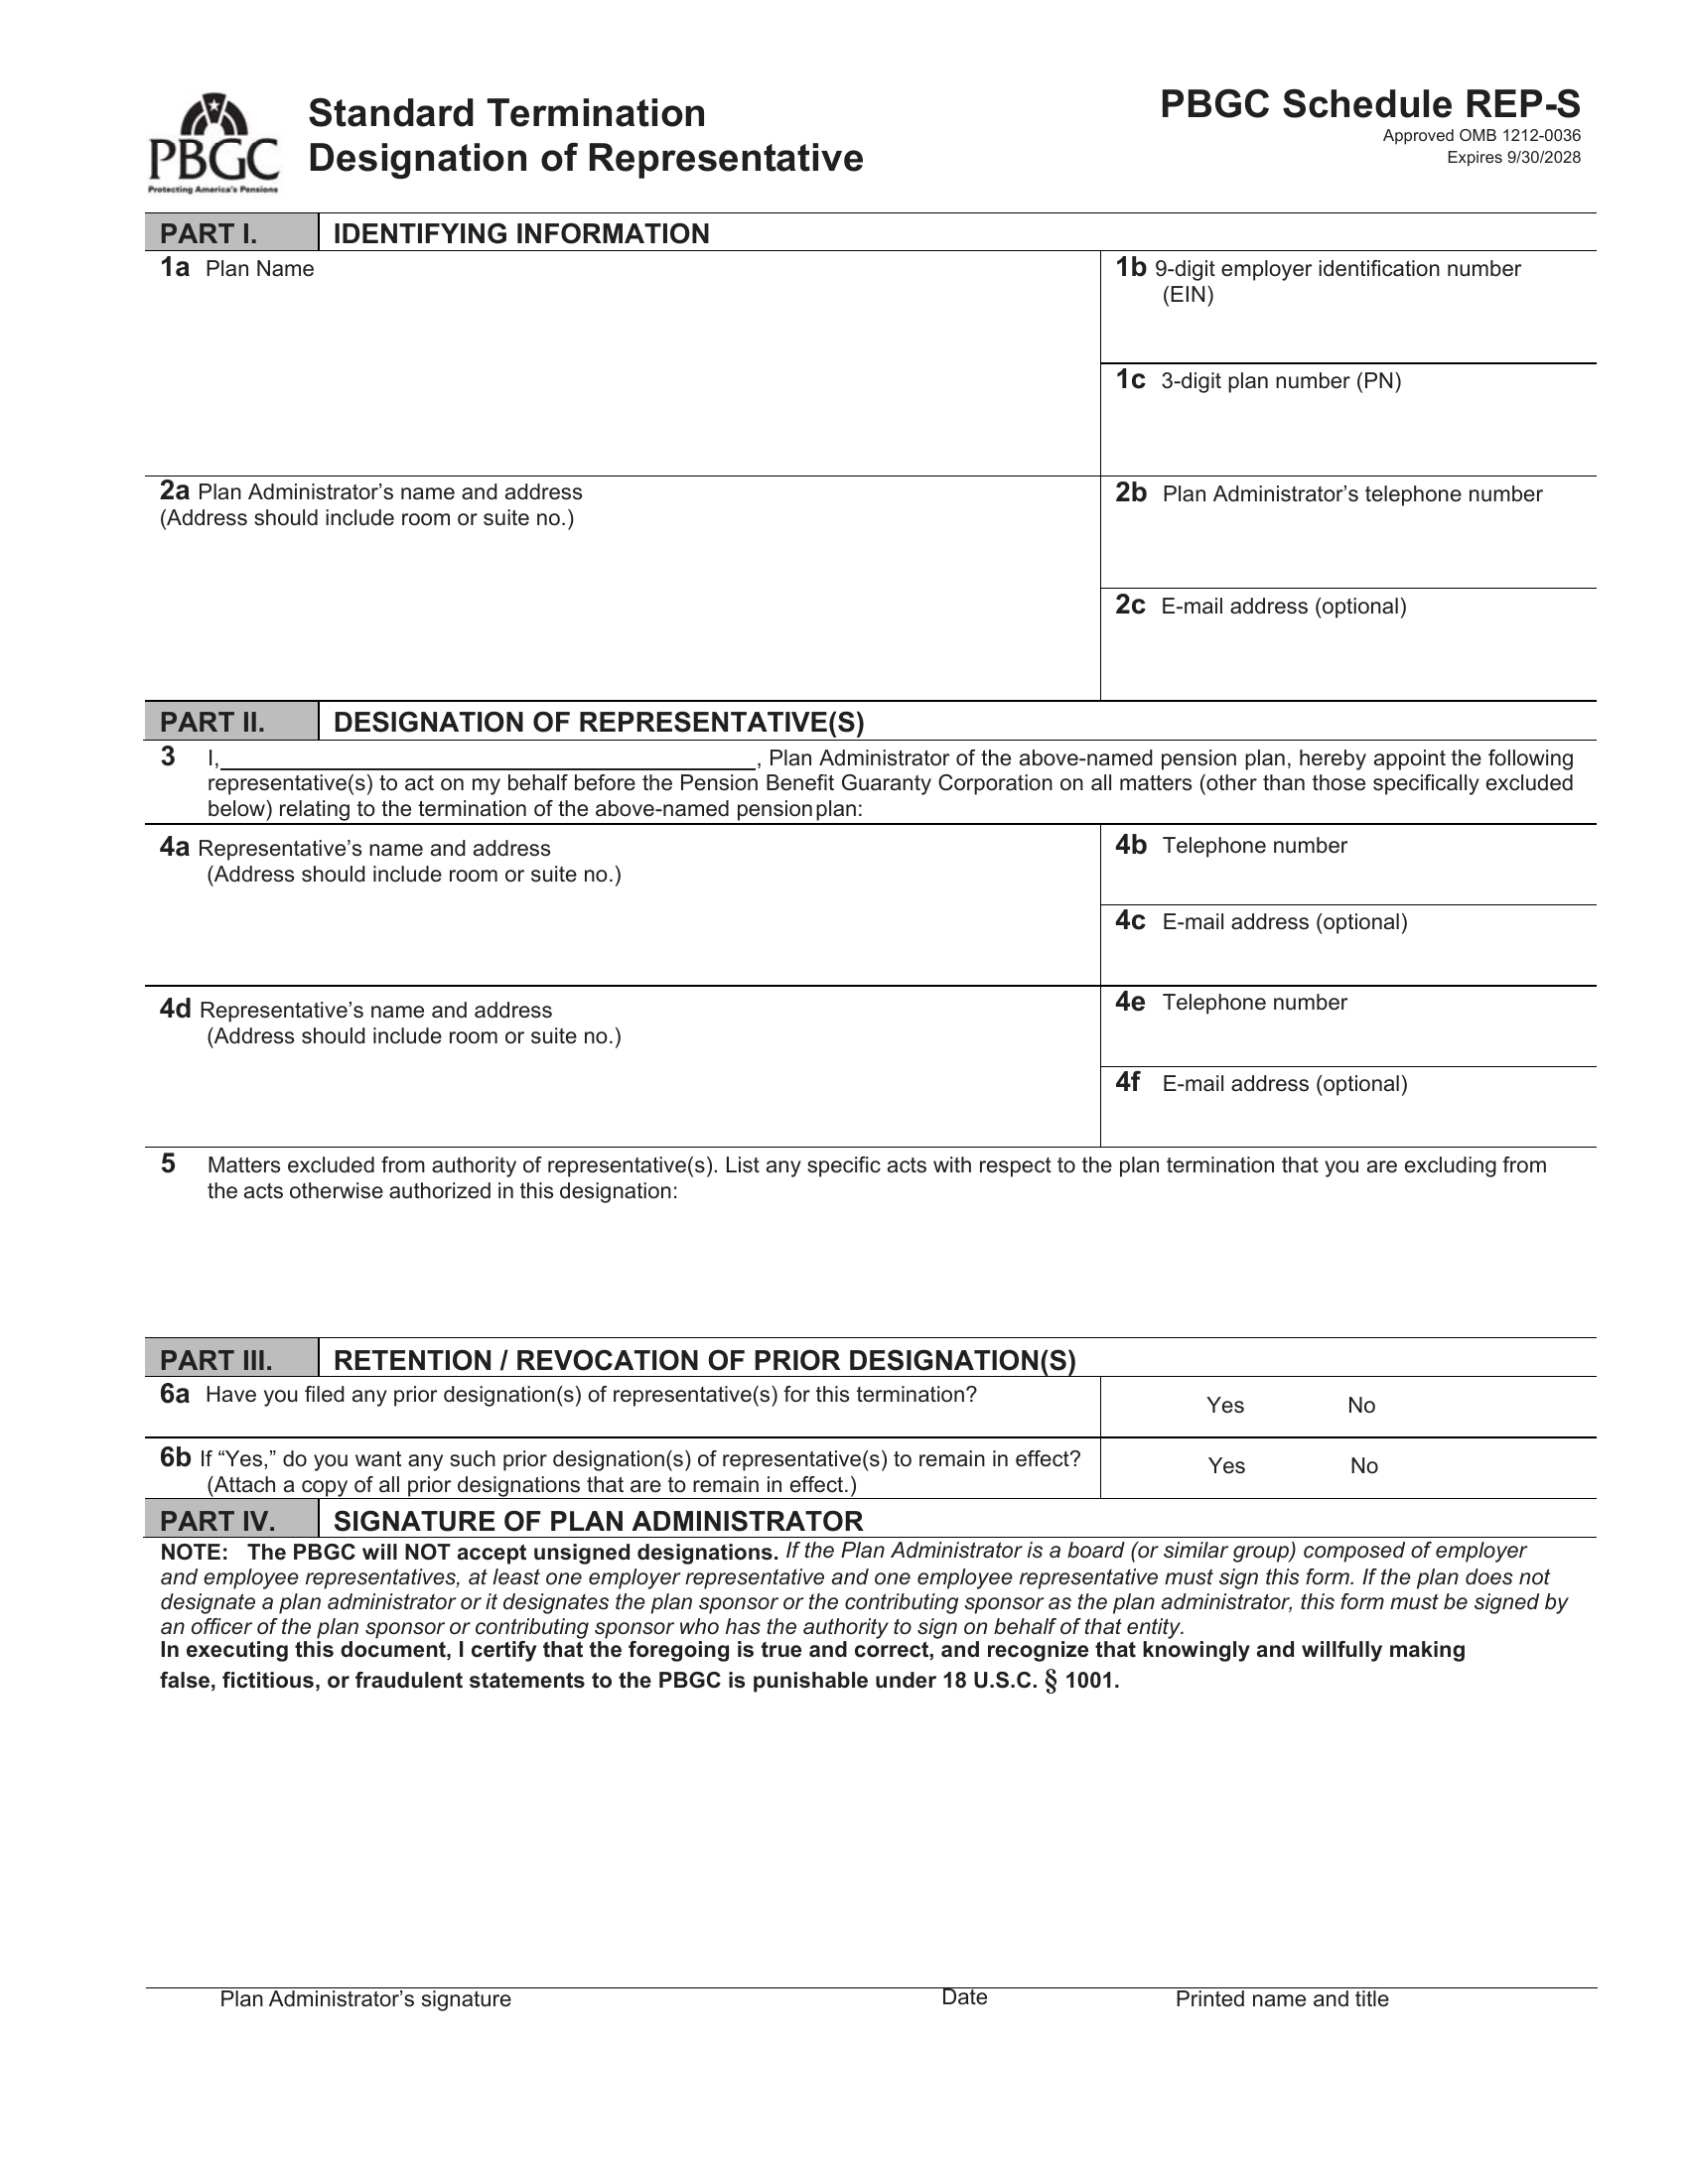 PBGC
Protecting America's Pensions
Standard Termination
Designation of Representative
PBGC Schedule REP-S
Approved OMB 1212-0036
Expires 9/30/2028
PART I. IDENTIFYING INFORMATION
1a Plan Name
1b 9-digit employer identification number
(EIN)
1c 3-digit plan number (PN)
2a Plan Administrator’s name and address
(Address should include room or suite no.)
2b Plan Administrator’s telephone number
2c E-mail address (optional)
PART II. DESIGNATION OF REPRESENTATIVE(S)
3 I, , Plan Administrator of the above-named pension plan, hereby appoint the following
representative(s) to act on my behalf before the Pension Benefit Guaranty Corporation on all matters (other than those specifically excluded
below) relating to the termination of the above-named pension plan:
4a Representative’s name and address
(Address should include room or suite no.)
4b Telephone number
4c E-mail address (optional)
4d Representative’s name and address
(Address should include room or suite no.)
4e Telephone number
4f E-mail address (optional)
5 Matters excluded from authority of representative(s). List any specific acts with respect to the plan termination that you are excluding from
the acts otherwise authorized in this designation:
PART III. RETENTION / REVOCATION OF PRIOR DESIGNATION(S)
6a Have you filed any prior designation(s) of representative(s) for this termination?
Yes No
6b If “Yes,” do you want any such prior designation(s) of representative(s) to remain in effect?
(Attach a copy of all prior designations that are to remain in effect.)
Yes No
PART IV. SIGNATURE OF PLAN ADMINISTRATOR
NOTE: The PBGC will NOT accept unsigned designations. If the Plan Administrator is a board (or similar group) composed of employer
and employee representatives, at least one employer representative and one employee representative must sign this form. If the plan does not
designate a plan administrator or it designates the plan sponsor or the contributing sponsor as the plan administrator, this form must be signed by
an officer of the plan sponsor or contributing sponsor who has the authority to sign on behalf of that entity.
In executing this document, I certify that the foregoing is true and correct, and recognize that knowingly and willfully making
false, fictitious, or fraudulent statements to the PBGC is punishable under 18 U.S.C. § 1001.
Plan Administrator’s signature Date Printed name and title